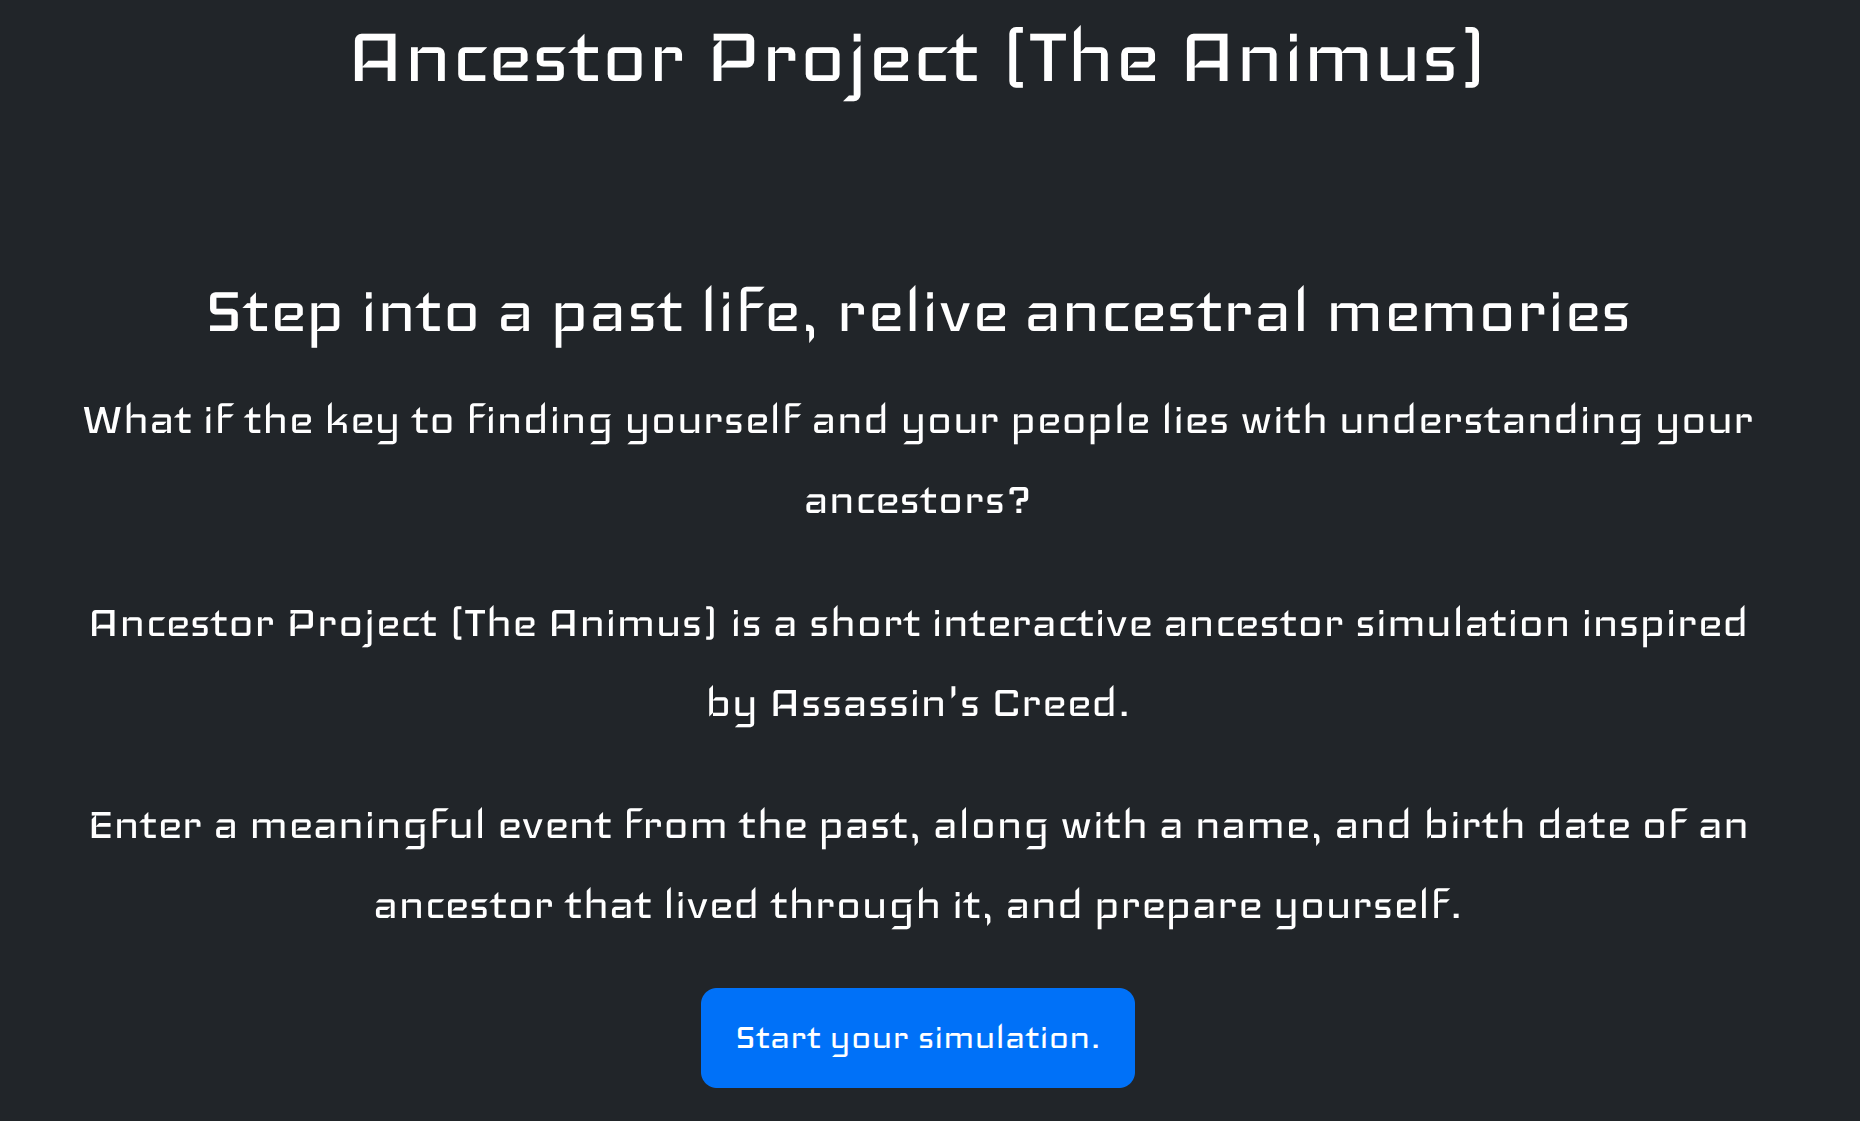 Ancestor Project (The Animus)
Step into a past life, relive ancestral memories
What if the key to finding yourself and your people lies with understanding your
ancestors?
Ancestor Project (The Animus) is a short interactive ancestor simulation inspired
by Assassin's Creed.
Enter a meaningful event from the past, along with a name, and birth date of an
ancestor that lived through it, and prepare yourself.
Start your simulation.